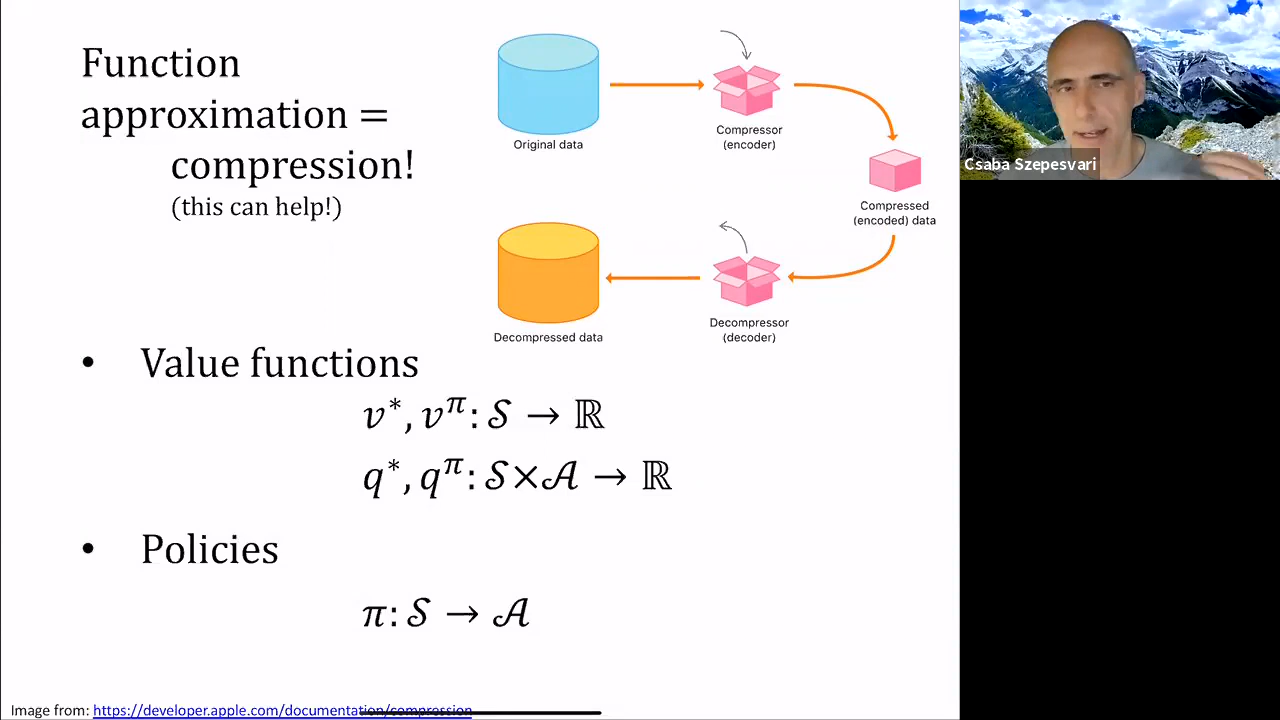 Function
approximation =
compression!
(this can help!)
Original data
Compressor
(encoder)
Compressed
(encoded) data
Decompressor
(decoder)
Decompressed data
• Value functions
𝑣*, 𝑣^π: 𝒮 → ℝ
𝑞*, 𝑞^π: 𝒮×𝒜 → ℝ
• Policies
π: 𝒮 → 𝒜
Image from: https://developer.apple.com/documentation/compression
Csaba Szepesvari